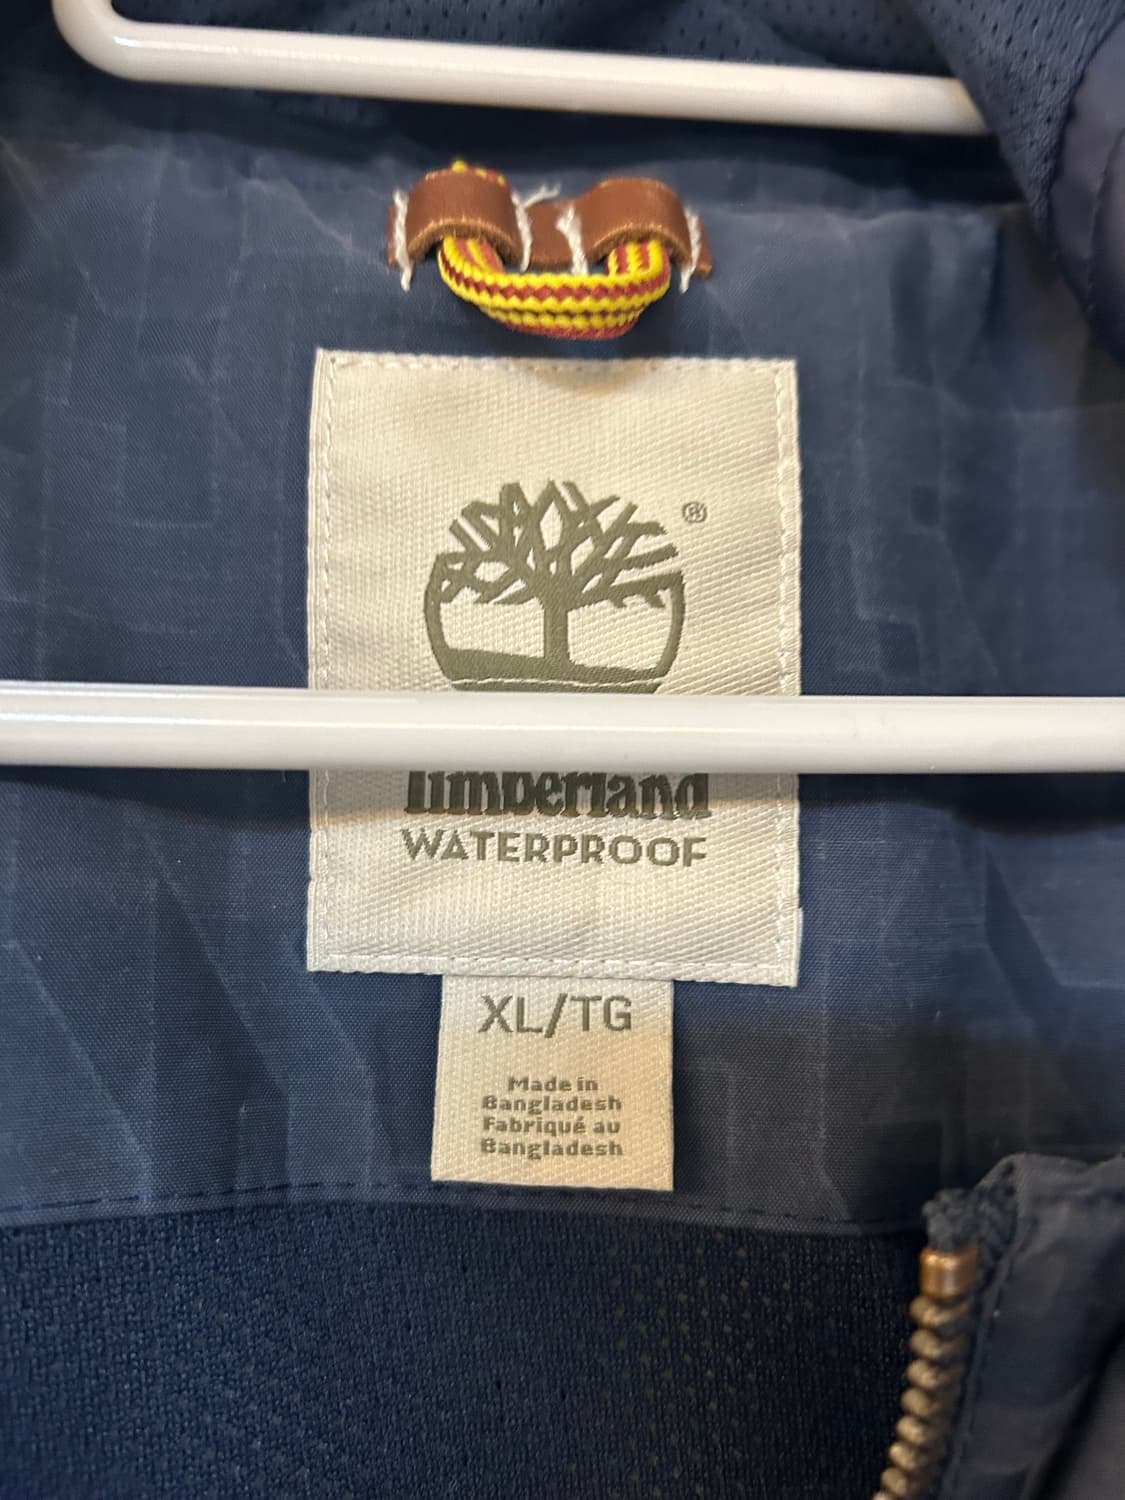 ®
Timberland
WATERPROOF
XL/TG
Made in
Bangladesh
Fabriqué au
Bangladesh